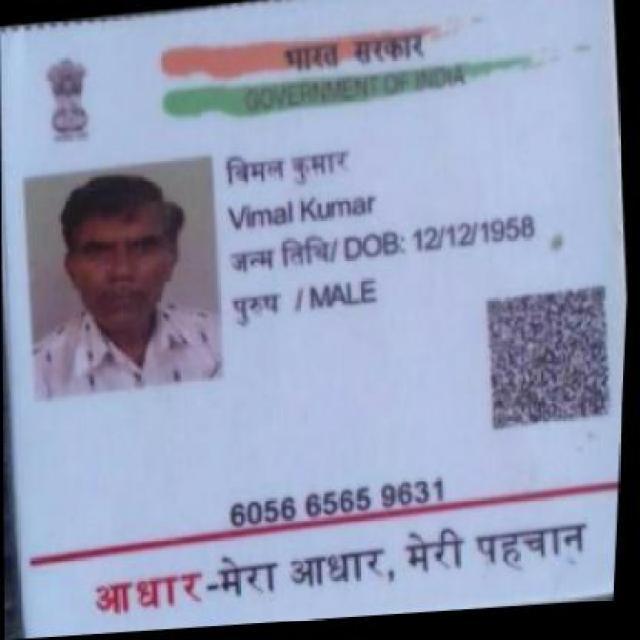 भारत सरकार
GOVERNMENT OF INDIA
बिमल कुमार
Vimal Kumar
जन्म तिथि/ DOB: 12/12/1958
पुरुष / MALE
6056 6565 9631
आधार-मेरा आधार, मेरी पहचान